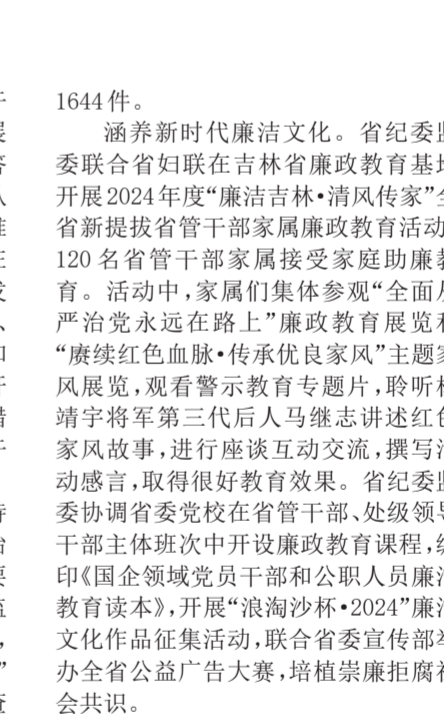 1644件。
涵养新时代廉洁文化。省纪委监
委联合省妇联在吉林省廉政教育基地
开展2024年度“廉洁吉林•清风传家”全
省新提拔省管干部家属廉政教育活动
120名省管干部家属接受家庭助廉教
育。活动中，家属们集体参观“全面从
严治党永远在路上”廉政教育展览和
“赓续红色血脉•传承优良家风”主题家
风展览，观看警示教育专题片，聆听杨
靖宇将军第三代后人马继志讲述红色
家风故事，进行座谈互动交流，撰写活
动感言，取得很好教育效果。省纪委监
委协调省委党校在省管干部、处级领导
干部主体班次中开设廉政教育课程，编
印《国企领域党员干部和公职人员廉洁
教育读本》，开展“浪淘沙杯•2024”廉洁
文化作品征集活动，联合省委宣传部举
办全省公益广告大赛，培植崇廉拒腐社
会共识。